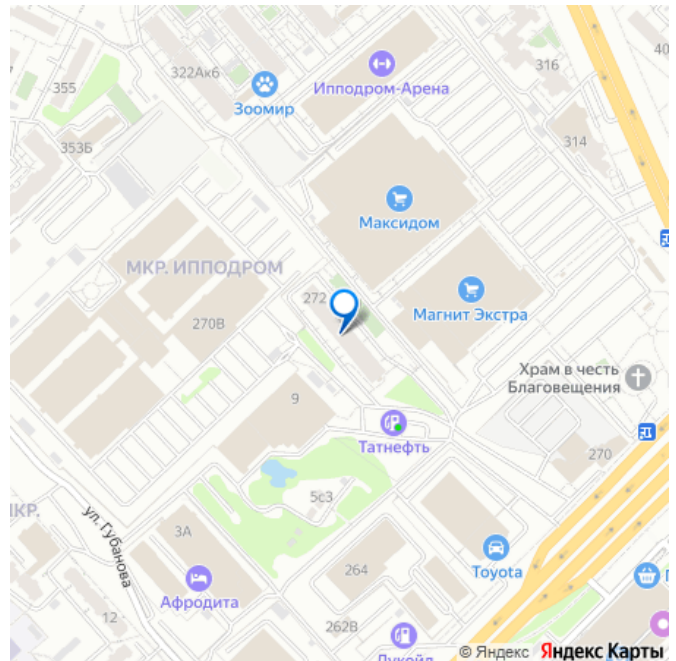 316
40
322Ак6
Ипподром-Арена
355
Зоомир
314
353Б
Максидом
МКР. ИППОДРОМ
272
Магнит Экстра
270В
Храм в честь
Благовещения
9
Татнефть
270
5с3
МКР.
ул. Губанова
3А
Toyota
264
Афродита
12
262В
Лукойл
© Яндекс Яндекс Карты